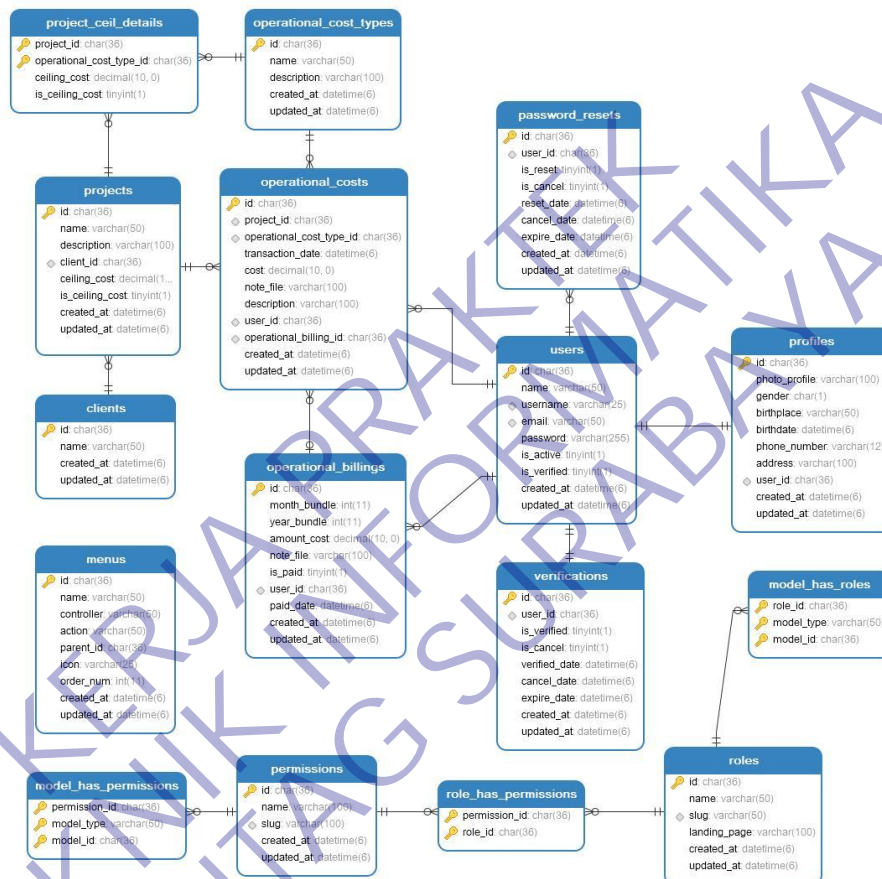 project_ceil_details
project_id: char(36)
operational_cost_type_id: char(36)
ceiling_cost: decimal(10, 0)
is_ceiling_cost: tinyint(1)
operational_cost_types
id: char(36)
name: varchar(50)
description: varchar(100)
created_at: datetime(6)
updated_at: datetime(6)
password_resets
id: char(36)
user_id: char(36)
is_reset: tinyint(1)
is_cancel: tinyint(1)
reset_date: datetime(6)
cancel_date: datetime(6)
expire_date: datetime(6)
created_at: datetime(6)
updated_at: datetime(6)
projects
id: char(36)
name: varchar(50)
description: varchar(100)
client_id: char(36)
ceiling_cost: decimal(1...
is_ceiling_cost: tinyint(1)
created_at: datetime(6)
updated_at: datetime(6)
operational_costs
id: char(36)
project_id: char(36)
operational_cost_type_id: char(36)
transaction_date: datetime(6)
cost: decimal(10, 0)
note_file: varchar(100)
description: varchar(100)
user_id: char(36)
operational_billing_id: char(36)
created_at: datetime(6)
updated_at: datetime(6)
users
id: char(36)
name: varchar(50)
username: varchar(25)
email: varchar(50)
password: varchar(255)
is_active: tinyint(1)
is_verified: tinyint(1)
created_at: datetime(6)
updated_at: datetime(6)
profiles
id: char(36)
photo_profile: varchar(100)
gender: char(1)
birthplace: varchar(50)
birthdate: datetime(6)
phone_number: varchar(12
address: varchar(100)
user_id: char(36)
created_at: datetime(6)
updated_at: datetime(6)
clients
id: char(36)
name: varchar(50)
created_at: datetime(6)
updated_at: datetime(6)
operational_billings
id: char(36)
month_bundle: int(11)
year_bundle: int(11)
amount_cost: decimal(10, 0)
note_file: varchar(100)
is_paid: tinyint(1)
user_id: char(36)
paid_date: datetime(6)
created_at: datetime(6)
updated_at: datetime(6)
menus
id: char(36)
name: varchar(50)
controller: varchar(50)
action: varchar(50)
parent_id: char(36)
icon: varchar(25)
order_num: int(11)
created_at: datetime(6)
updated_at: datetime(6)
verifications
id: char(36)
user_id: char(36)
is_verified: tinyint(1)
is_cancel: tinyint(1)
verified_date: datetime(6)
cancel_date: datetime(6)
expire_date: datetime(6)
created_at: datetime(6)
updated_at: datetime(6)
model_has_roles
role_id: char(36)
model_type: varchar(50
model_id: char(36)
model_has_permissions
permission_id: char(36)
model_type: varchar(50)
model_id: char(36)
permissions
id: char(36)
name: varchar(100)
slug: varchar(100)
created_at: datetime(6)
updated_at: datetime(6)
role_has_permissions
permission_id: char(36)
role_id: char(36)
roles
id: char(36)
name: varchar(50)
slug: varchar(50)
landing_page: varchar(100)
created_at: datetime(6)
updated_at: datetime(6)
KERJA PRAKTEK
KNIK INFORMATIKA
NTAG SURABAYA